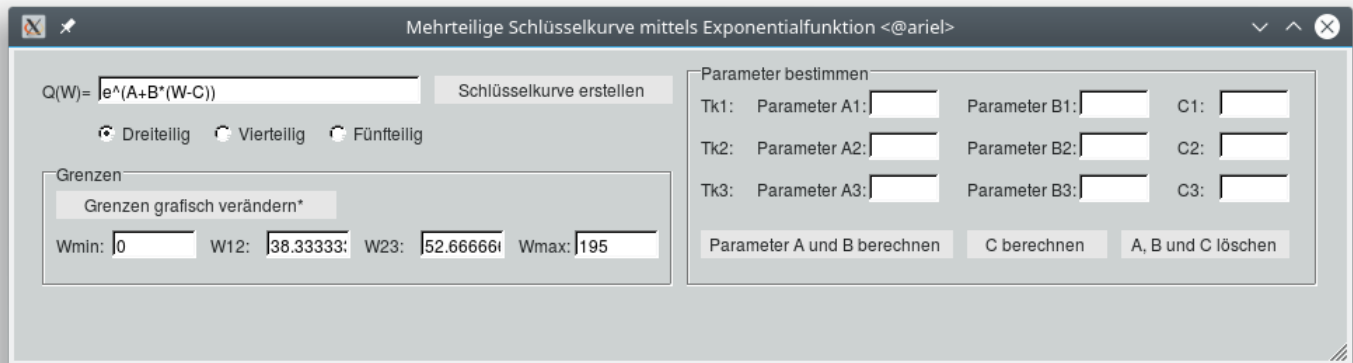 Mehrteilige Schlüsselkurve mittels Exponentialfunktion <@ariel>
Q(W)= e^(A+B*(W-C)) Schlüsselkurve erstellen
Dreiteilig Vierteilig Fünfteilig
Grenzen
Grenzen grafisch verändern*
Wmin: 0 W12: 38.333333 W23: 52.666666 Wmax: 195
Parameter bestimmen
Tk1: Parameter A1: Parameter B1: C1:
Tk2: Parameter A2: Parameter B2: C2:
Tk3: Parameter A3: Parameter B3: C3:
Parameter A und B berechnen C berechnen A, B und C löschen